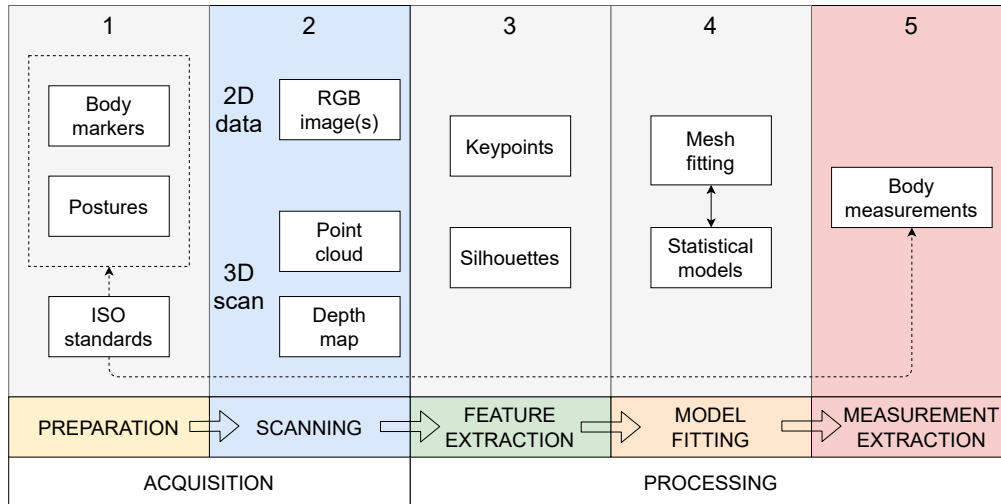 1
2
3
4
5
Body
markers
Postures
ISO
standards
2D
data
RGB
image(s)
3D
scan
Point
cloud
Depth
map
Keypoints
Silhouettes
Mesh
fitting
Statistical
models
Body
measurements
PREPARATION
SCANNING
FEATURE
EXTRACTION
MODEL
FITTING
MEASUREMENT
EXTRACTION
ACQUISITION
PROCESSING